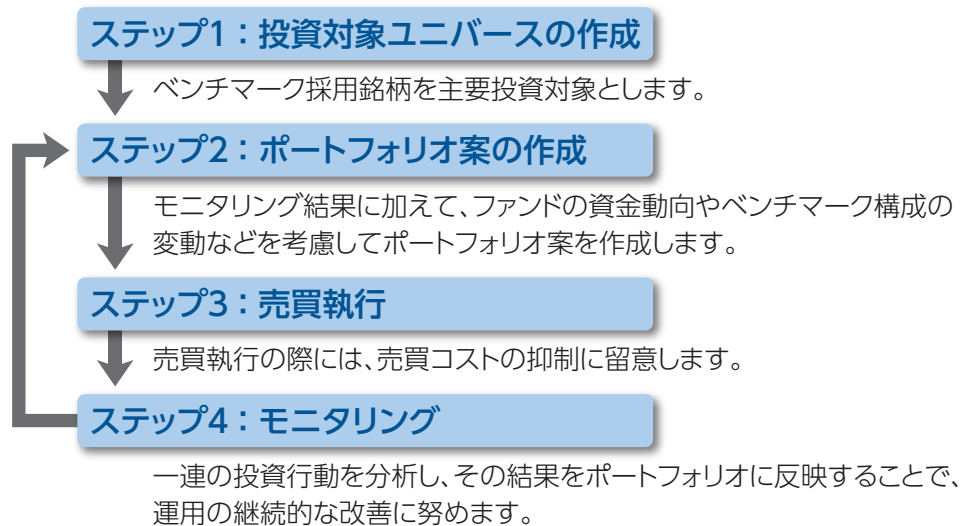 ステップ1：投資対象ユニバースの作成
ベンチマーク採用銘柄を主要投資対象とします。
ステップ2：ポートフォリオ案の作成
モニタリング結果に加えて、ファンドの資金動向やベンチマーク構成の
変動などを考慮してポートフォリオ案を作成します。
ステップ3：売買執行
売買執行の際には、売買コストの抑制に留意します。
ステップ4：モニタリング
一連の投資行動を分析し、その結果をポートフォリオに反映することで、
運用の継続的な改善に努めます。